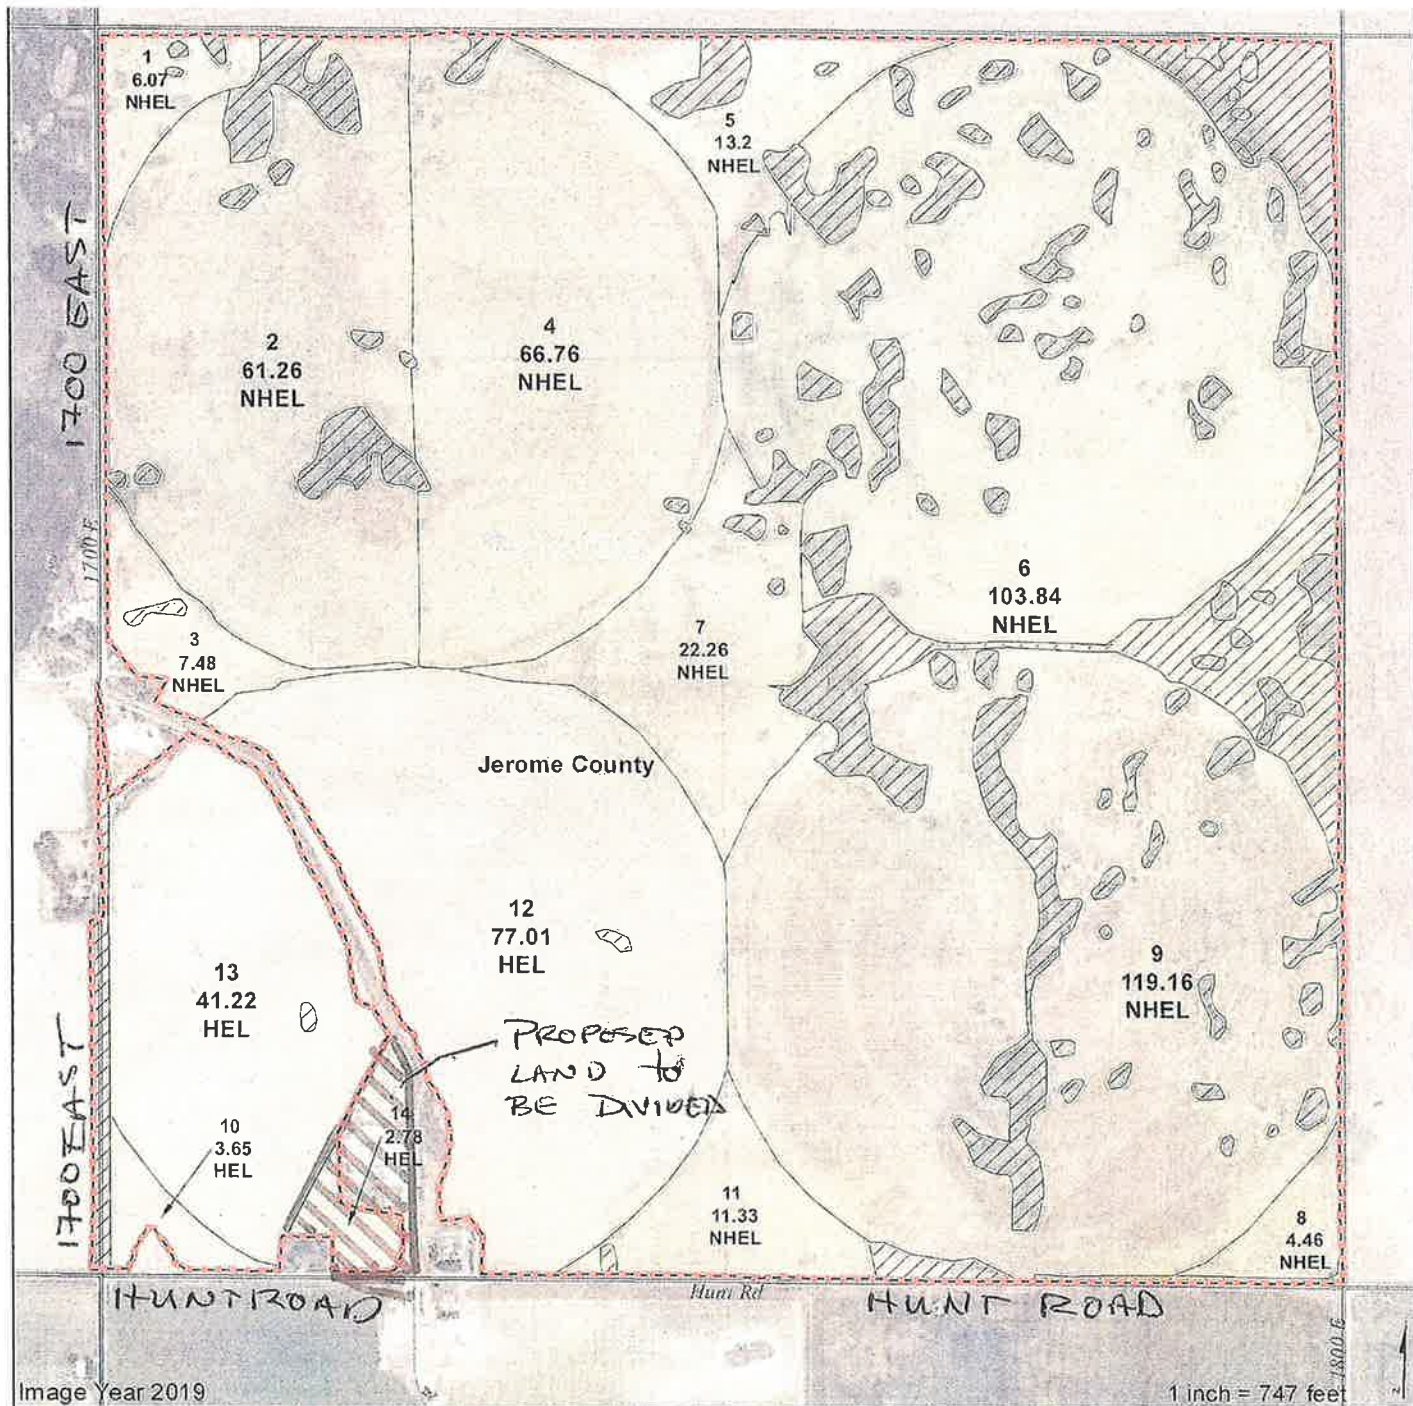 1
6.07
NHEL
5
13.2
NHEL
1700 EAST
2
61.26
NHEL
4
66.76
NHEL
1700 E
6
103.84
NHEL
3
7.48
NHEL
7
22.26
NHEL
Jerome County
12
77.01
HEL
9
119.16
NHEL
13
41.22
HEL
PROPOSED
LAND to
BE DIVIDED
1700 EAST
10
3.65
HEL
14
2.78
HEL
11
11.33
NHEL
8
4.46
NHEL
Hunt Rd
HUNT ROAD
HUNT ROAD
1800 E
Image Year 2019
1 inch = 747 feet